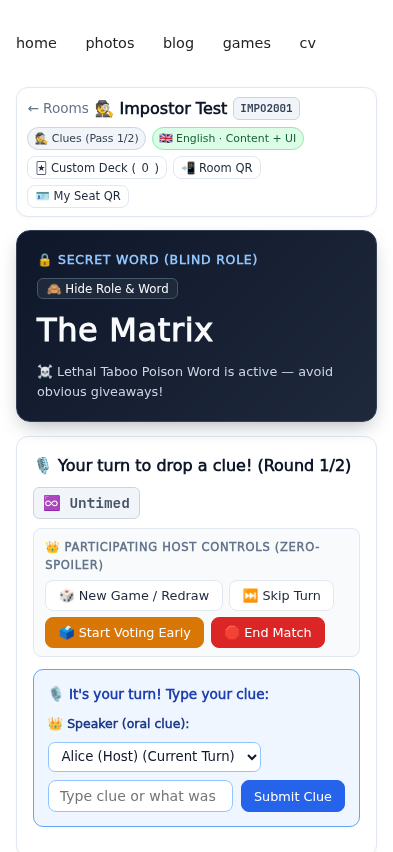 home photos blog games cv
← Rooms 🕵️ Impostor Test IMPO2001
🕵️ Clues (Pass 1/2) 🇬🇧 English · Content + UI
🃏 Custom Deck ( 0 ) 📲 Room QR
🪪 My Seat QR
🔒 SECRET WORD (BLIND ROLE)
🙈 Hide Role & Word
The Matrix
☠️ Lethal Taboo Poison Word is active — avoid
obvious giveaways!
🎙️ Your turn to drop a clue! (Round 1/2)
♾️ Untimed
👑 PARTICIPATING HOST CONTROLS (ZERO-
SPOILER)
🎲 New Game / Redraw ⏭️ Skip Turn
🗳️ Start Voting Early 🛑 End Match
🎙️ It's your turn! Type your clue:
👑 Speaker (oral clue):
Alice (Host) (Current Turn)
Type clue or what was Submit Clue